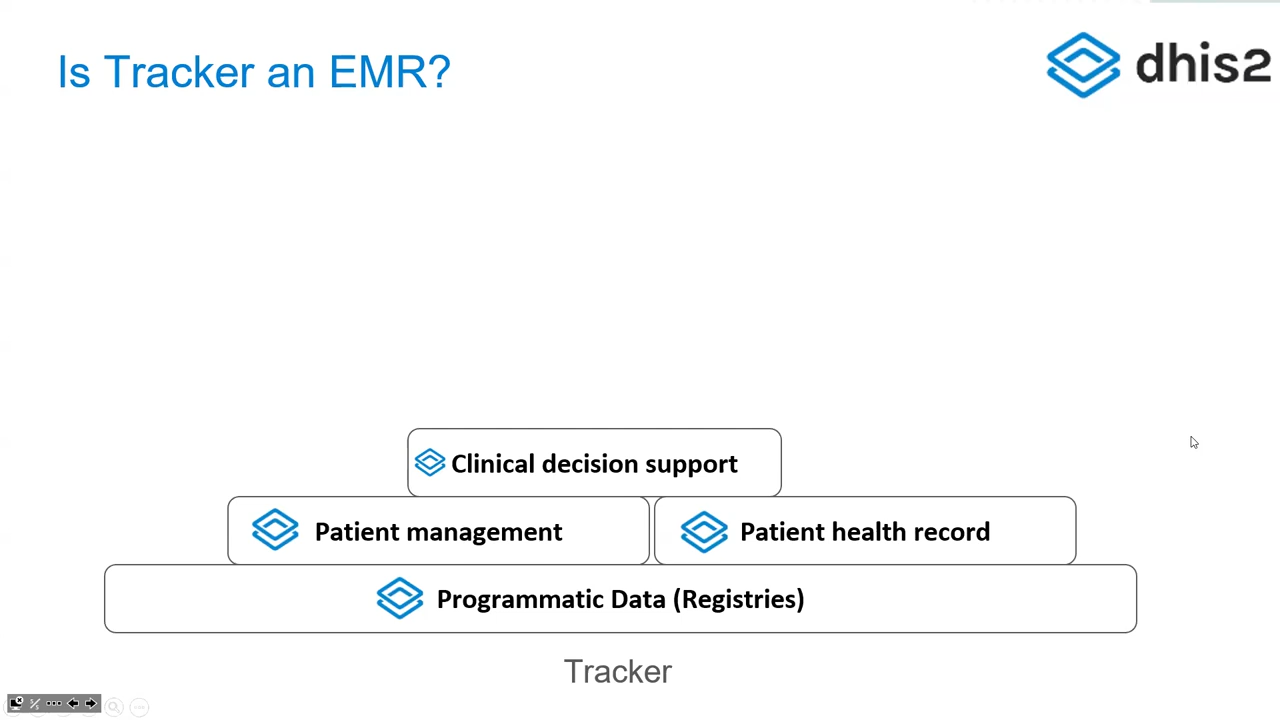 Is Tracker an EMR?
dhis2
Clinical decision support
Patient management
Patient health record
Programmatic Data (Registries)
Tracker